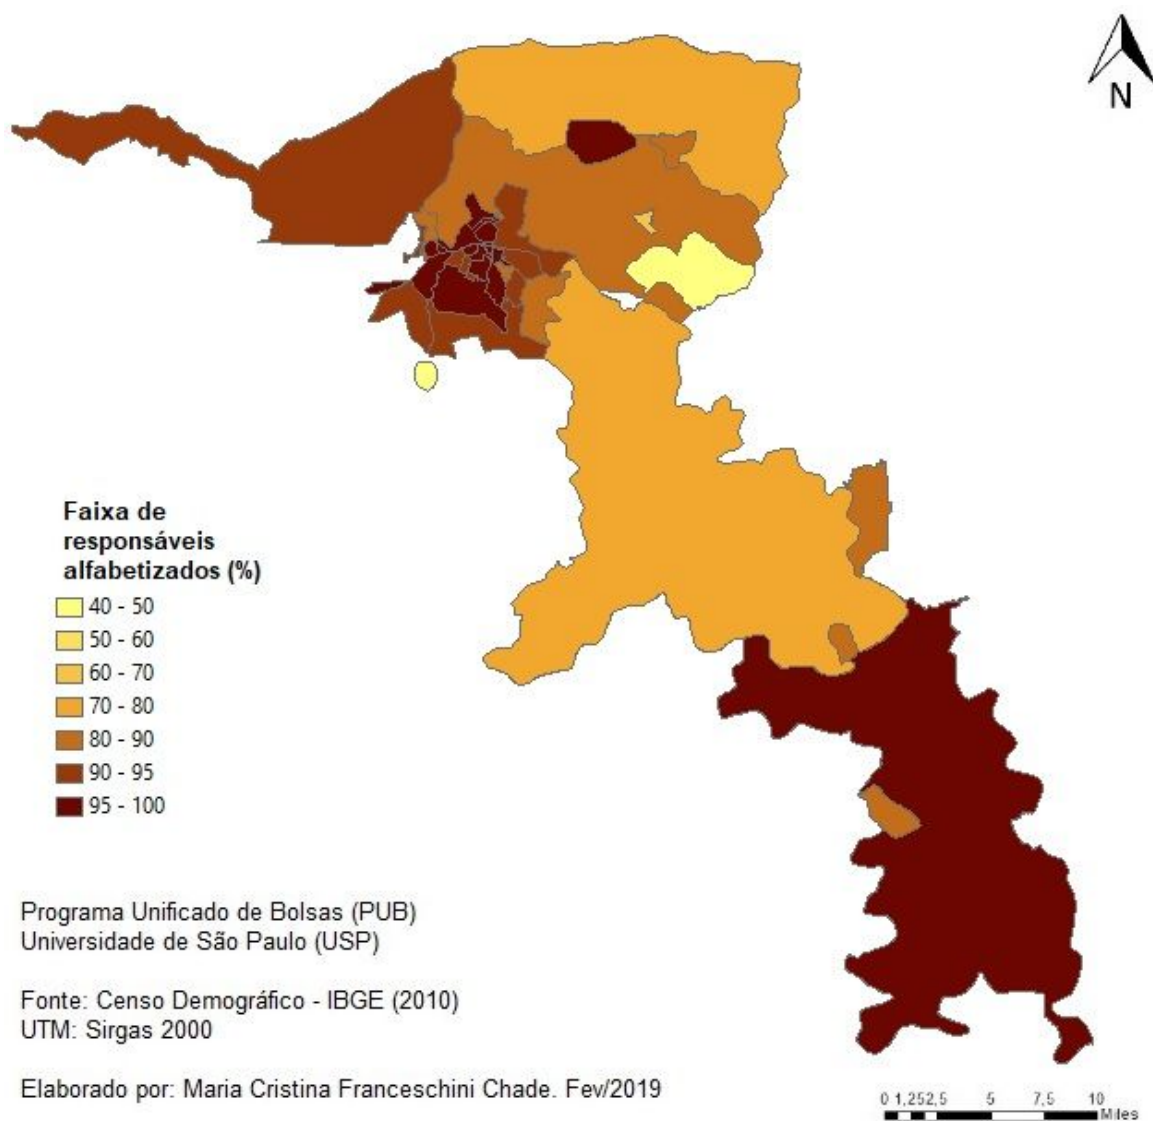 N
Faixa de
responsáveis
alfabetizados (%)
40 - 50
50 - 60
60 - 70
70 - 80
80 - 90
90 - 95
95 - 100
Programa Unificado de Bolsas (PUB)
Universidade de São Paulo (USP)
Fonte: Censo Demográfico - IBGE (2010)
UTM: Sirgas 2000
Elaborado por: Maria Cristina Franceschini Chade. Fev/2019
0 1,252,5 5 7,5 10
Miles